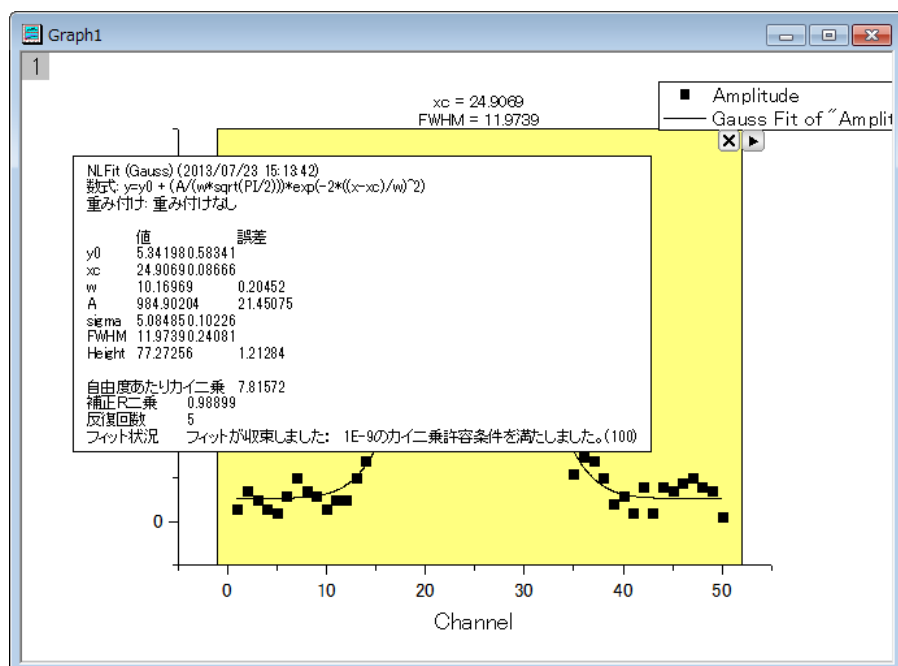 Graph1
1
xc = 24.9069
FWHM = 11.9739
Amplitude
Gauss Fit of "Amplit
NLFit (Gauss) (2013/07/23 15:13:42)
数式: y=y0 + (A/(w*sqrt(PI/2)))*exp(-2*((x-xc)/w)^2)
重み付け: 重み付けなし
値 誤差
y0 5.34198 0.58341
xc 24.9069 0.08666
w 10.16969 0.20452
A 984.90204 21.45075
sigma 5.08485 0.10226
FWHM 11.9739 0.24081
Height 77.27256 1.21284
自由度あたりカイ二乗 7.81572
補正R二乗 0.98899
反復回数 5
フィット状況 フィットが収束しました: 1E-9のカイ二乗許容条件を満たしました。(100)
0
0 10 20 30 40 50
Channel